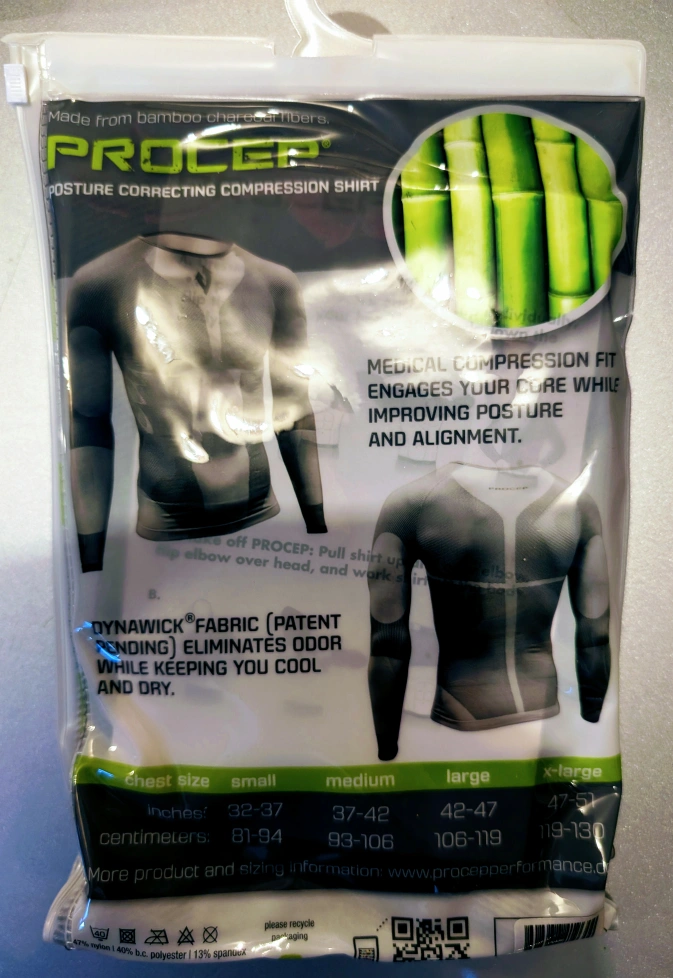 Made from bamboo charcoal fibers.
PROCEP®
POSTURE CORRECTING COMPRESSION SHIRT
MEDICAL COMPRESSION FIT
ENGAGES YOUR CORE WHILE
IMPROVING POSTURE
AND ALIGNMENT.
PROCEP
off PROCEP: Pull shirt up
elbow over head, and work
B.
DYNAWICK® FABRIC (PATENT
PENDING) ELIMINATES ODOR
WHILE KEEPING YOU COOL
AND DRY.
chest size small medium large x-large
inches: 32-37 37-42 42-47 47-51
centimeters: 81-94 93-106 106-119 119-130
More product and sizing information: www.procepperformance.c
40
please recycle
packaging
47% nylon | 40% b.c. polyester | 13% spandex